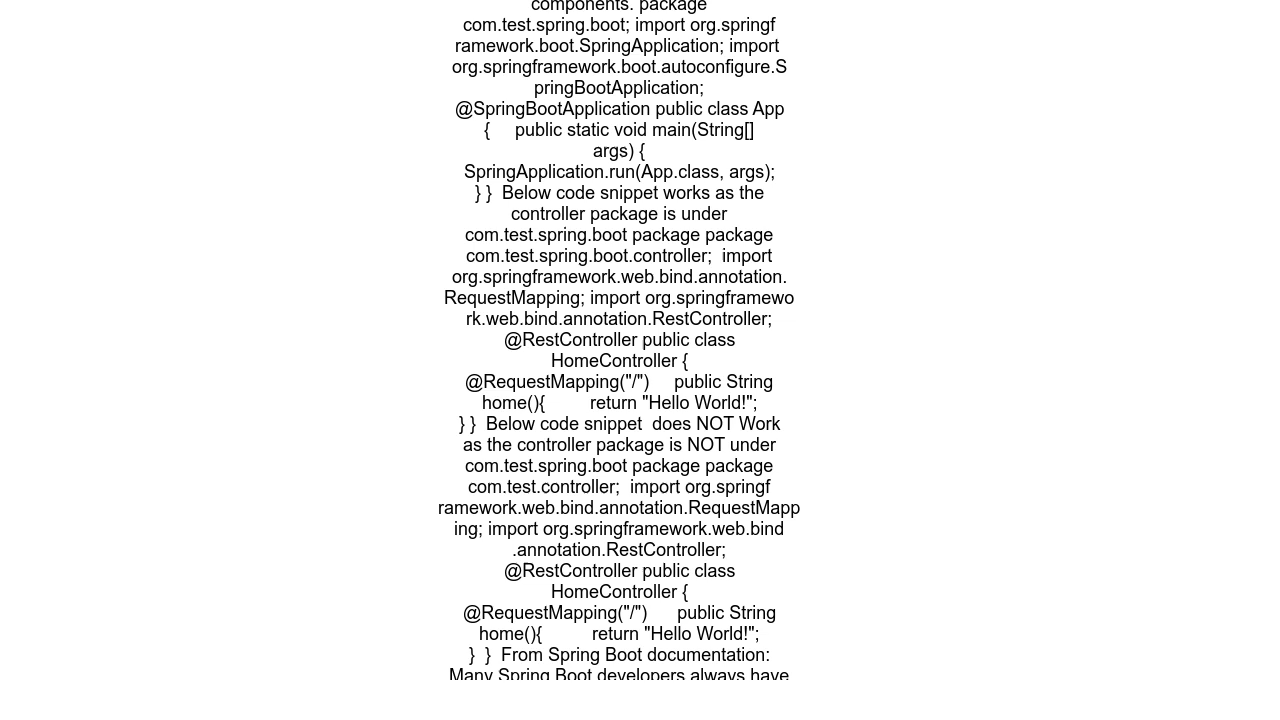 components. package
com.test.spring.boot; import org.springf
ramework.boot.SpringApplication; import
org.springframework.boot.autoconfigure.S
pringBootApplication;
@SpringBootApplication public class App
{     public static void main(String[]
args) {
SpringApplication.run(App.class, args);
} }  Below code snippet works as the
controller package is under
com.test.spring.boot package package
com.test.spring.boot.controller;  import
org.springframework.web.bind.annotation.
RequestMapping; import org.springframewo
rk.web.bind.annotation.RestController;
@RestController public class
HomeController {
@RequestMapping("/")     public String
home(){         return "Hello World!";
} }  Below code snippet  does NOT Work
as the controller package is NOT under
com.test.spring.boot package package
com.test.controller;  import org.springf
ramework.web.bind.annotation.RequestMapp
ing; import org.springframework.web.bind
.annotation.RestController;
@RestController public class
HomeController {
@RequestMapping("/")      public String
home(){          return "Hello World!";
}  }  From Spring Boot documentation:
Many Spring Boot developers always have